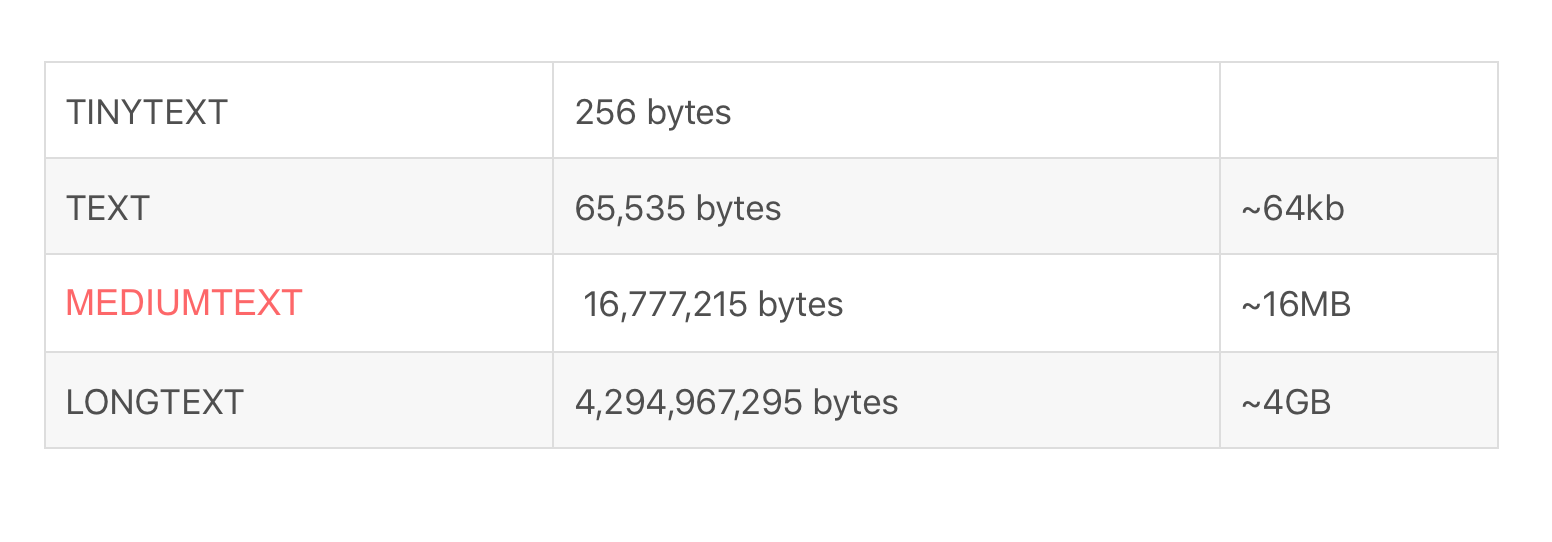 TINYTEXT 256 bytes
TEXT 65,535 bytes ~64kb
MEDIUMTEXT 16,777,215 bytes ~16MB
LONGTEXT 4,294,967,295 bytes ~4GB